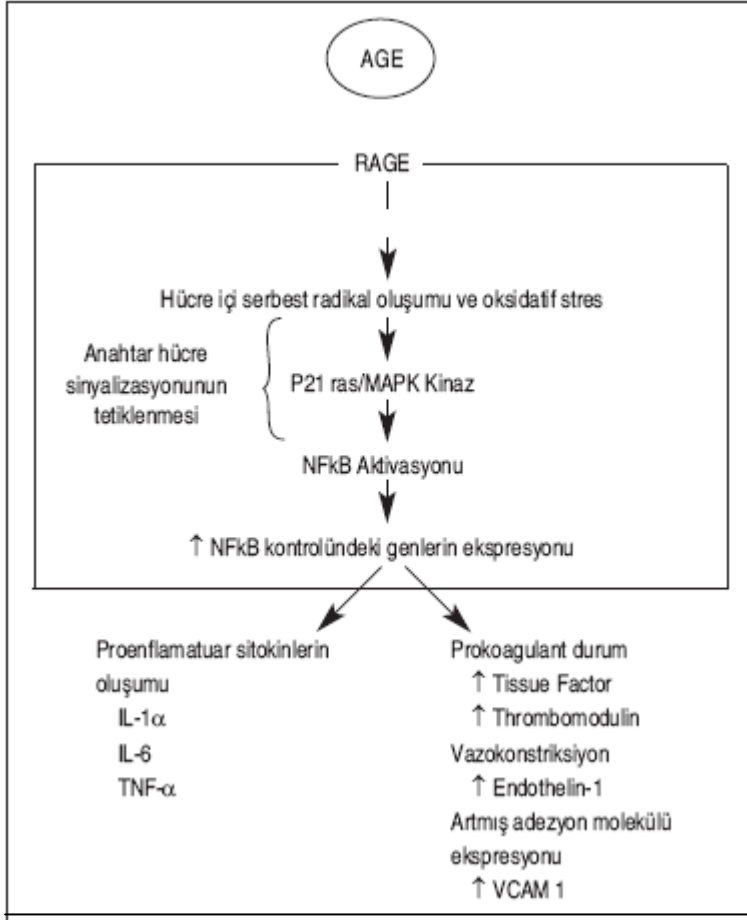 AGE
RAGE
Hücre içi serbest radikal oluşumu ve oksidatif stres
Anahtar hücre
sinyalizasyonunun
tetiklenmesi
P21 ras/MAPK Kinaz
NFkB Aktivasyonu
↑ NFkB kontrolündeki genlerin ekspresyonu
Proenflamatuar sitokinlerin
oluşumu
IL-1α
IL-6
TNF-α
Prokoagulant durum
↑ Tissue Factor
↑ Thrombomodulin
Vazokonstriksiyon
↑ Endothelin-1
Artmış adezyon molekülü
ekspresyonu
↑ VCAM 1